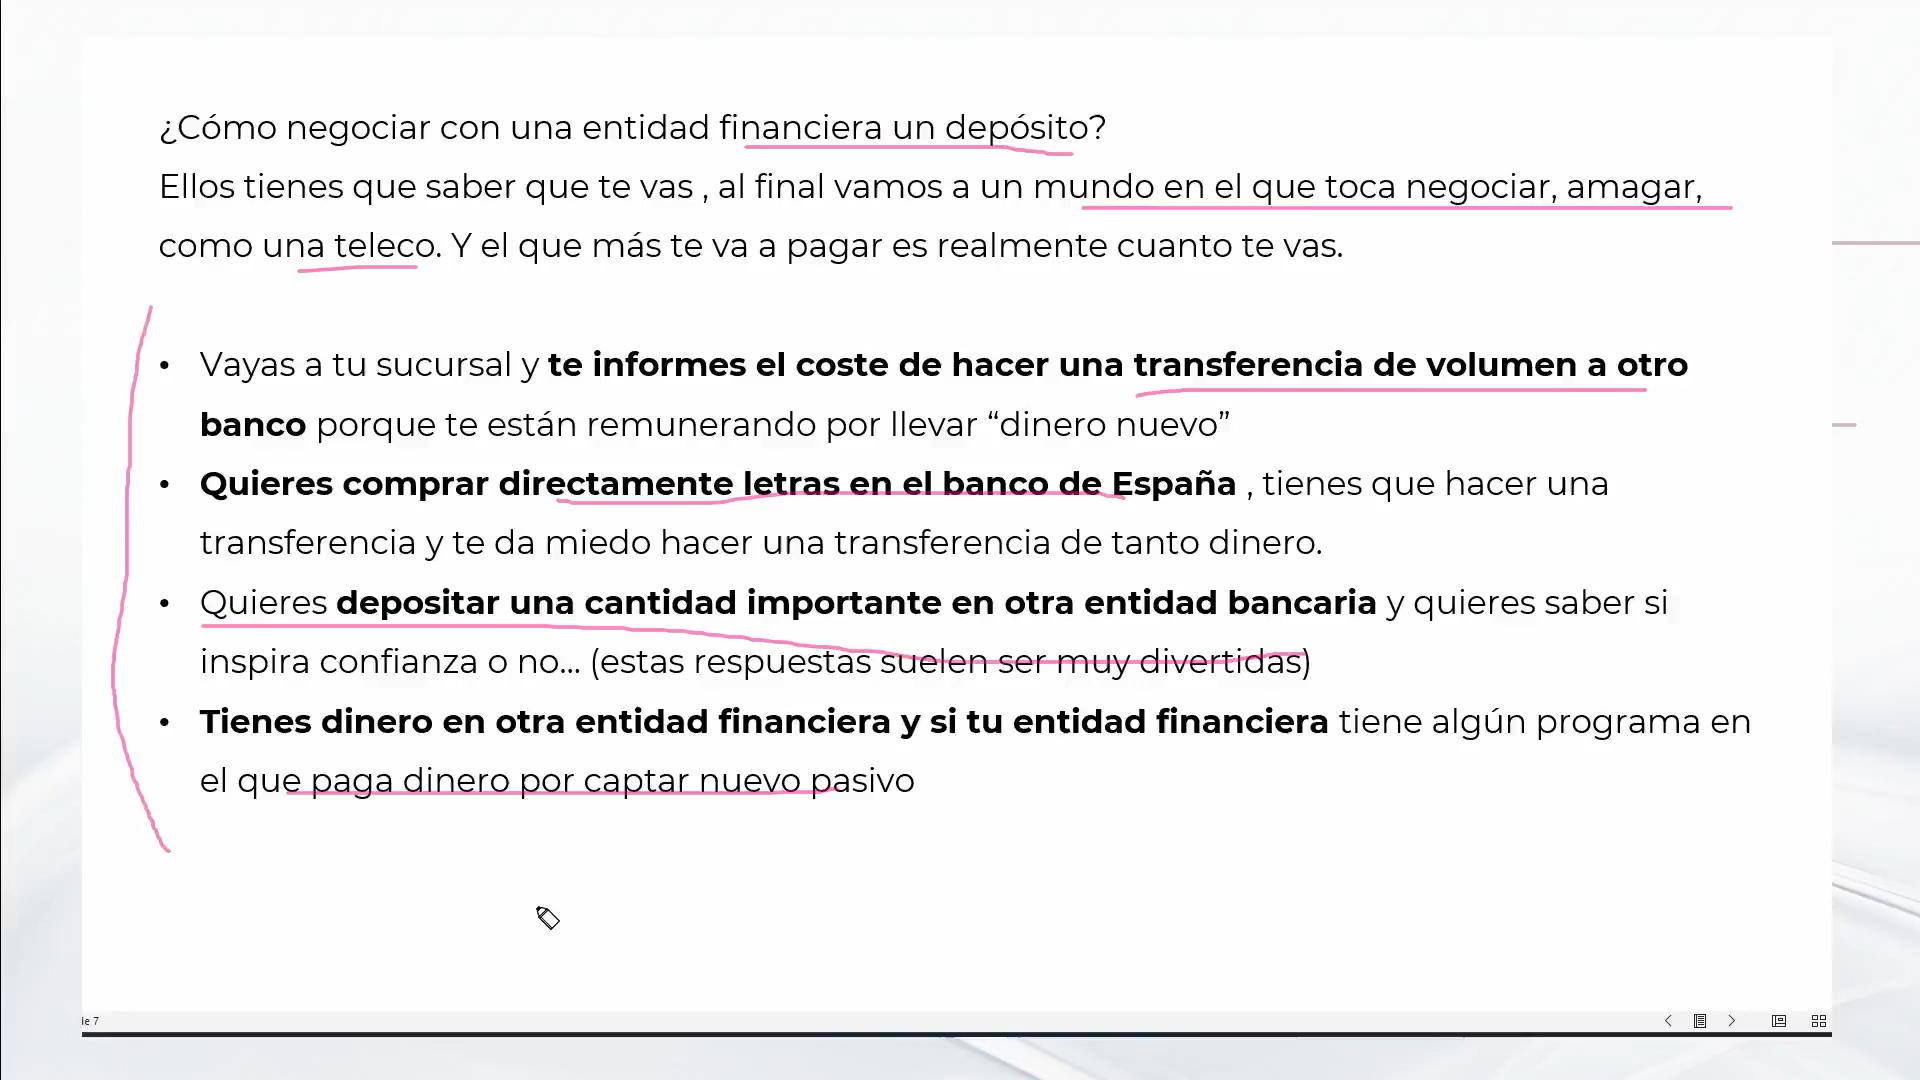 ¿Cómo negociar con una entidad financiera un depósito?
Ellos tienes que saber que te vas , al final vamos a un mundo en el que toca negociar, amagar,
como una teleco. Y el que más te va a pagar es realmente cuanto te vas.
• Vayas a tu sucursal y te informes el coste de hacer una transferencia de volumen a otro
banco porque te están remunerando por llevar “dinero nuevo”
• Quieres comprar directamente letras en el banco de España , tienes que hacer una
transferencia y te da miedo hacer una transferencia de tanto dinero.
• Quieres depositar una cantidad importante en otra entidad bancaria y quieres saber si
inspira confianza o no... (estas respuestas suelen ser muy divertidas)
• Tienes dinero en otra entidad financiera y si tu entidad financiera tiene algún programa en
el que paga dinero por captar nuevo pasivo
le 7